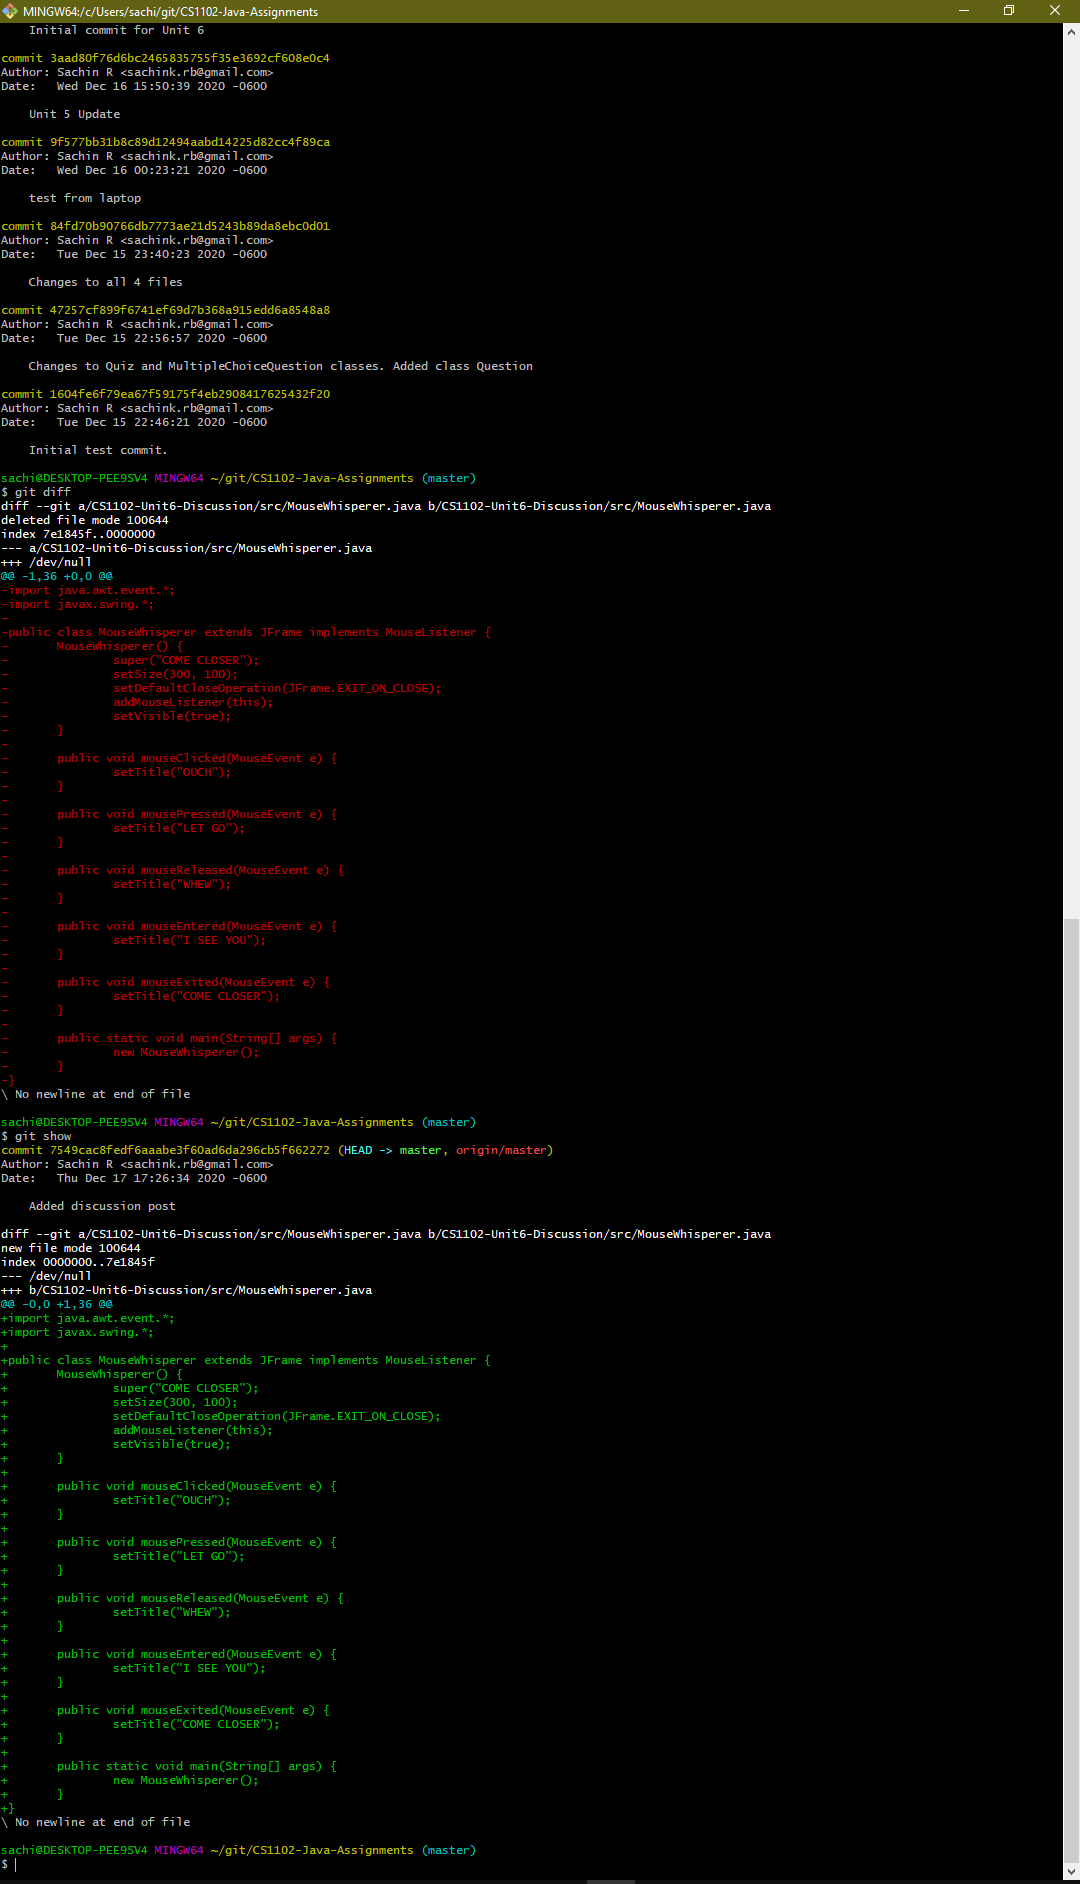 MINGW64:/c/Users/sachi/git/CS1102-Java-Assignments
    Initial commit for Unit 6

commit 3aad80f76d6bc2465835755f35e3692cf608e0c4
Author: Sachin R <sachink.rb@gmail.com>
Date:   Wed Dec 16 15:50:39 2020 -0600

    Unit 5 Update

commit 9f577bb31b8c89d12494aabd14225d82cc4f89ca
Author: Sachin R <sachink.rb@gmail.com>
Date:   Wed Dec 16 00:23:21 2020 -0600

    test from laptop

commit 84fd70b90766db7773ae21d5243b89da8ebc0d01
Author: Sachin R <sachink.rb@gmail.com>
Date:   Tue Dec 15 23:40:23 2020 -0600

    Changes to all 4 files

commit 47257cf899f6741ef69d7b368a915edd6a8548a8
Author: Sachin R <sachink.rb@gmail.com>
Date:   Tue Dec 15 22:56:57 2020 -0600

    Changes to Quiz and MultipleChoiceQuestion classes. Added class Question

commit 1604fe6f79ea67f59175f4eb2908417625432f20
Author: Sachin R <sachink.rb@gmail.com>
Date:   Tue Dec 15 22:46:21 2020 -0600

    Initial test commit.

sachi@DESKTOP-PEE9SV4 MINGW64 ~/git/CS1102-Java-Assignments (master)
$ git diff
diff --git a/CS1102-Unit6-Discussion/src/MouseWhisperer.java b/CS1102-Unit6-Discussion/src/MouseWhisperer.java
deleted file mode 100644
index 7e1845f..0000000
--- a/CS1102-Unit6-Discussion/src/MouseWhisperer.java
+++ /dev/null
@@ -1,36 +0,0 @@
-import java.awt.event.*;
-import javax.swing.*;
-
-public class MouseWhisperer extends JFrame implements MouseListener {
-       MouseWhisperer() {
-               super("COME CLOSER");
-               setSize(300, 100);
-               setDefaultCloseOperation(JFrame.EXIT_ON_CLOSE);
-               addMouseListener(this);
-               setVisible(true);
-       }
-
-       public void mouseClicked(MouseEvent e) {
-               setTitle("OUCH");
-       }
-
-       public void mousePressed(MouseEvent e) {
-               setTitle("LET GO");
-       }
-
-       public void mouseReleased(MouseEvent e) {
-               setTitle("WHEW");
-       }
-
-       public void mouseEntered(MouseEvent e) {
-               setTitle("I SEE YOU");
-       }
-
-       public void mouseExited(MouseEvent e) {
-               setTitle("COME CLOSER");
-       }
-
-       public static void main(String[] args) {
-               new MouseWhisperer();
-       }
-}
\ No newline at end of file

sachi@DESKTOP-PEE9SV4 MINGW64 ~/git/CS1102-Java-Assignments (master)
$ git show
commit 7549cac8fedf6aaabe3f60ad6da296cb5f662272 (HEAD -> master, origin/master)
Author: Sachin R <sachink.rb@gmail.com>
Date:   Thu Dec 17 17:26:34 2020 -0600

    Added discussion post

diff --git a/CS1102-Unit6-Discussion/src/MouseWhisperer.java b/CS1102-Unit6-Discussion/src/MouseWhisperer.java
new file mode 100644
index 0000000..7e1845f
--- /dev/null
+++ b/CS1102-Unit6-Discussion/src/MouseWhisperer.java
@@ -0,0 +1,36 @@
+import java.awt.event.*;
+import javax.swing.*;
+
+public class MouseWhisperer extends JFrame implements MouseListener {
+       MouseWhisperer() {
+               super("COME CLOSER");
+               setSize(300, 100);
+               setDefaultCloseOperation(JFrame.EXIT_ON_CLOSE);
+               addMouseListener(this);
+               setVisible(true);
+       }
+
+       public void mouseClicked(MouseEvent e) {
+               setTitle("OUCH");
+       }
+
+       public void mousePressed(MouseEvent e) {
+               setTitle("LET GO");
+       }
+
+       public void mouseReleased(MouseEvent e) {
+               setTitle("WHEW");
+       }
+
+       public void mouseEntered(MouseEvent e) {
+               setTitle("I SEE YOU");
+       }
+
+       public void mouseExited(MouseEvent e) {
+               setTitle("COME CLOSER");
+       }
+
+       public static void main(String[] args) {
+               new MouseWhisperer();
+       }
+}
\ No newline at end of file

sachi@DESKTOP-PEE9SV4 MINGW64 ~/git/CS1102-Java-Assignments (master)
$